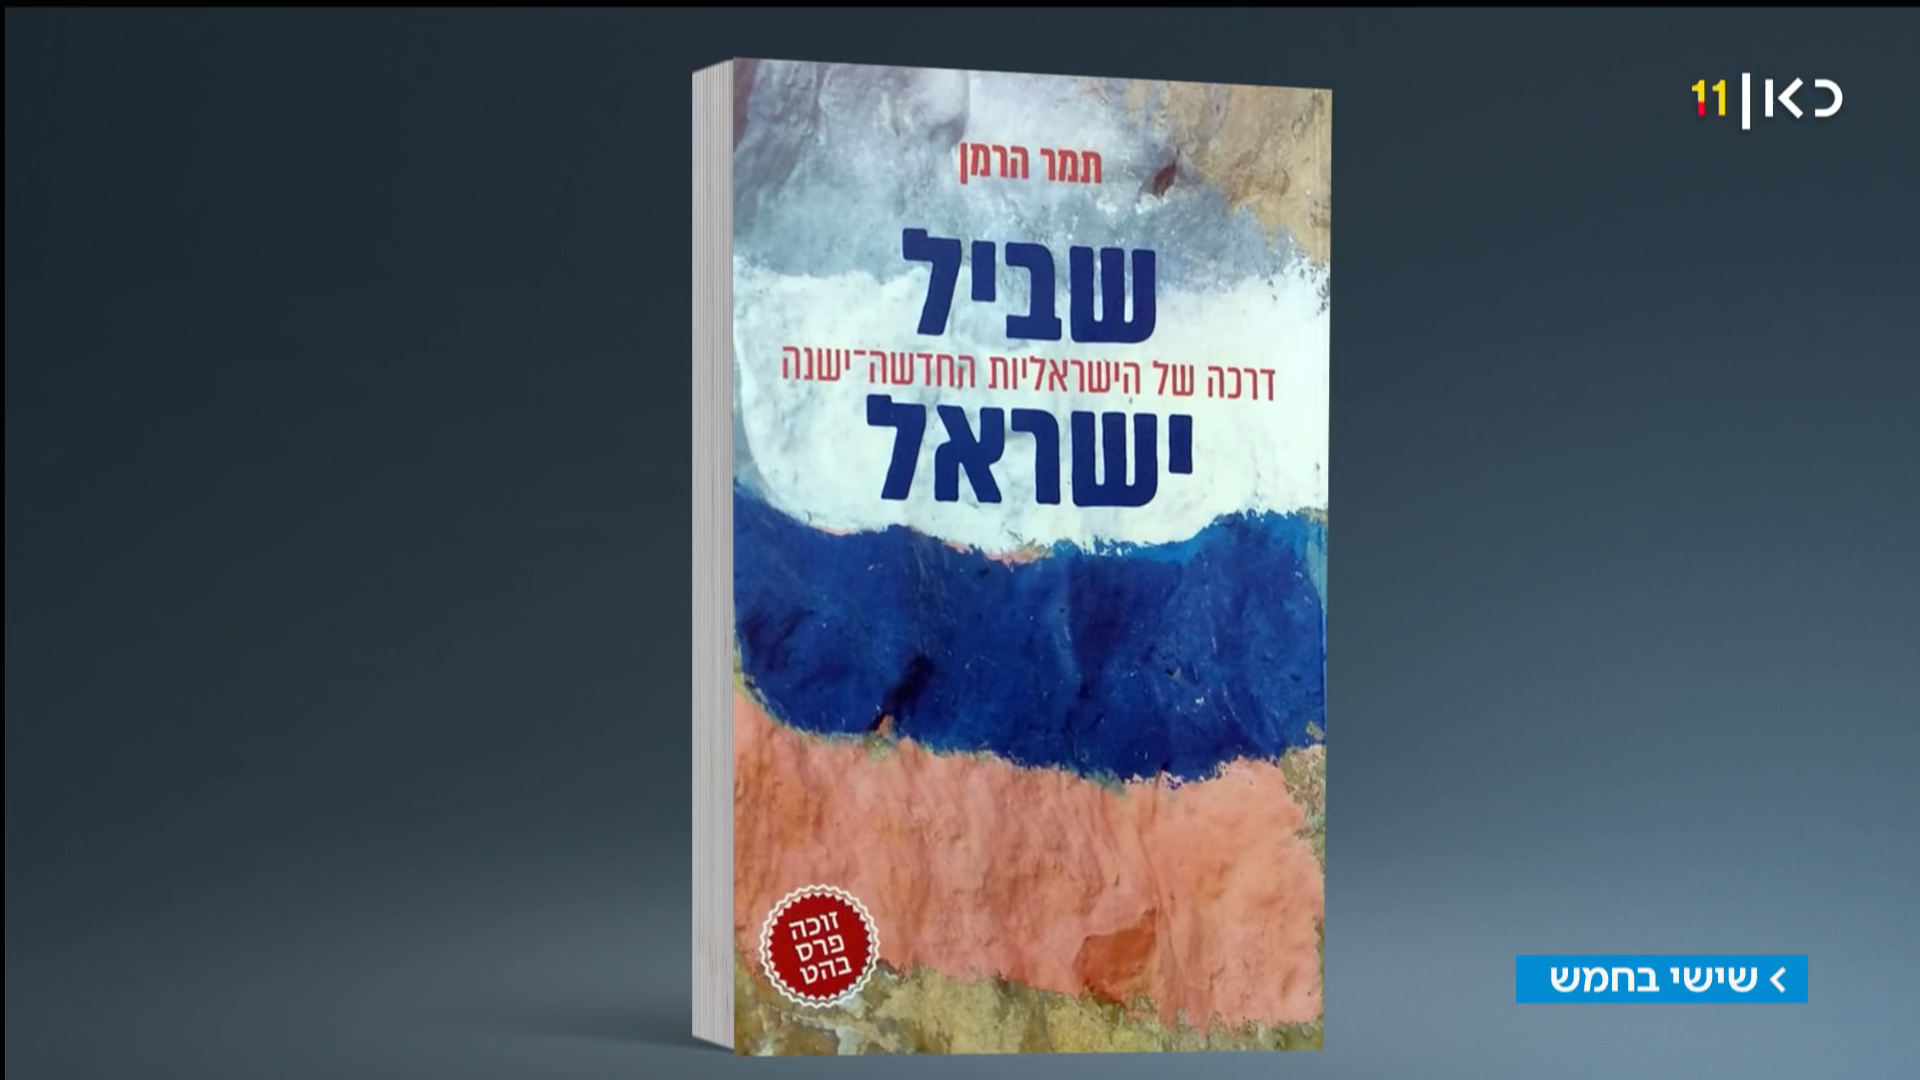 כאן | 11
תמר הרמן
שביל
דרכה של הישראליות החדשה־ישנה
ישראל
זוכה
פרס
בהט
שישי בחמש